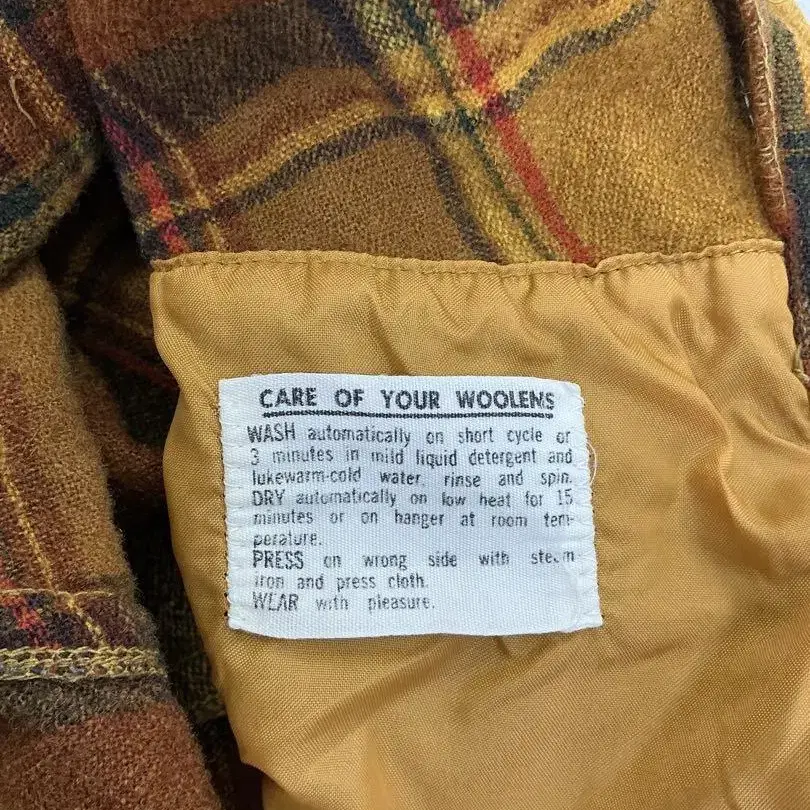 CARE OF YOUR WOOLENS
WASH automatically on short cycle or
3 minutes in mild liquid detergent and
lukewarm-cold water, rinse and spin.
DRY automatically on low heat for 15
minutes or on hanger at room tem-
perature.
PRESS on wrong side with steam
iron and press cloth.
WEAR with pleasure.